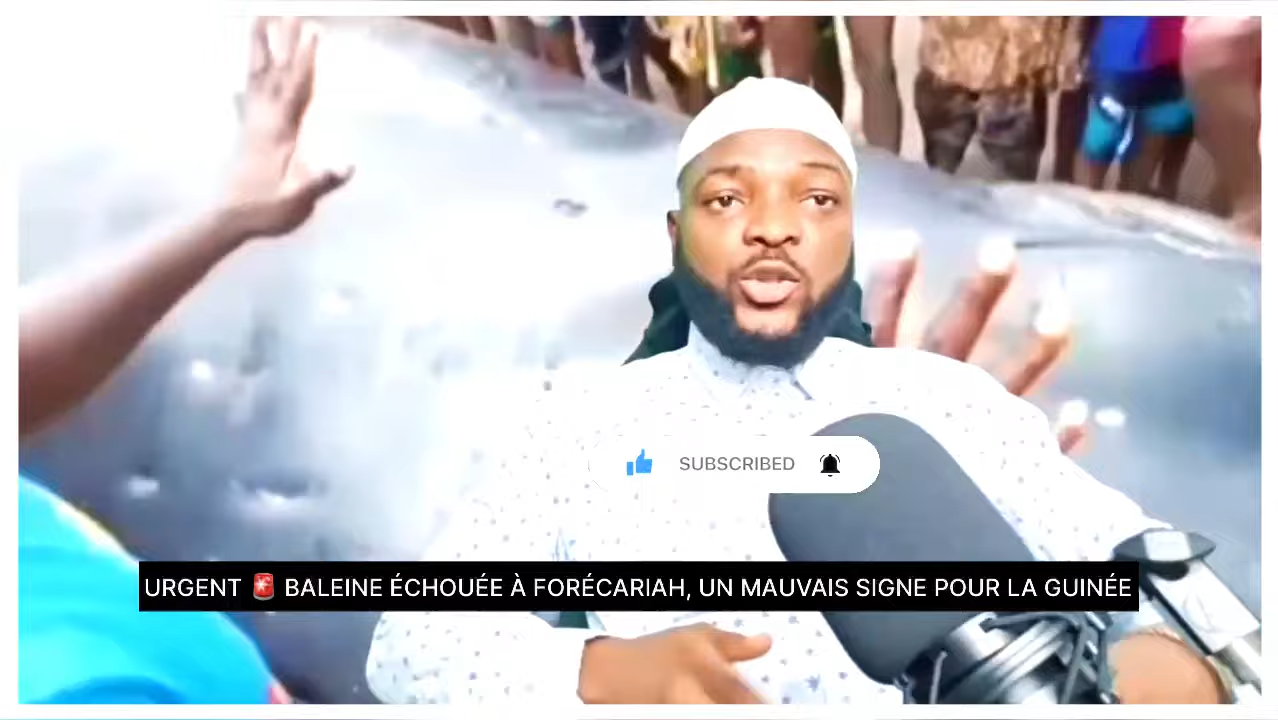 SUBSCRIBED
URGENT 🚨 BALEINE ÉCHOUÉE À FORÉCARIAH, UN MAUVAIS SIGNE POUR LA GUINÉE